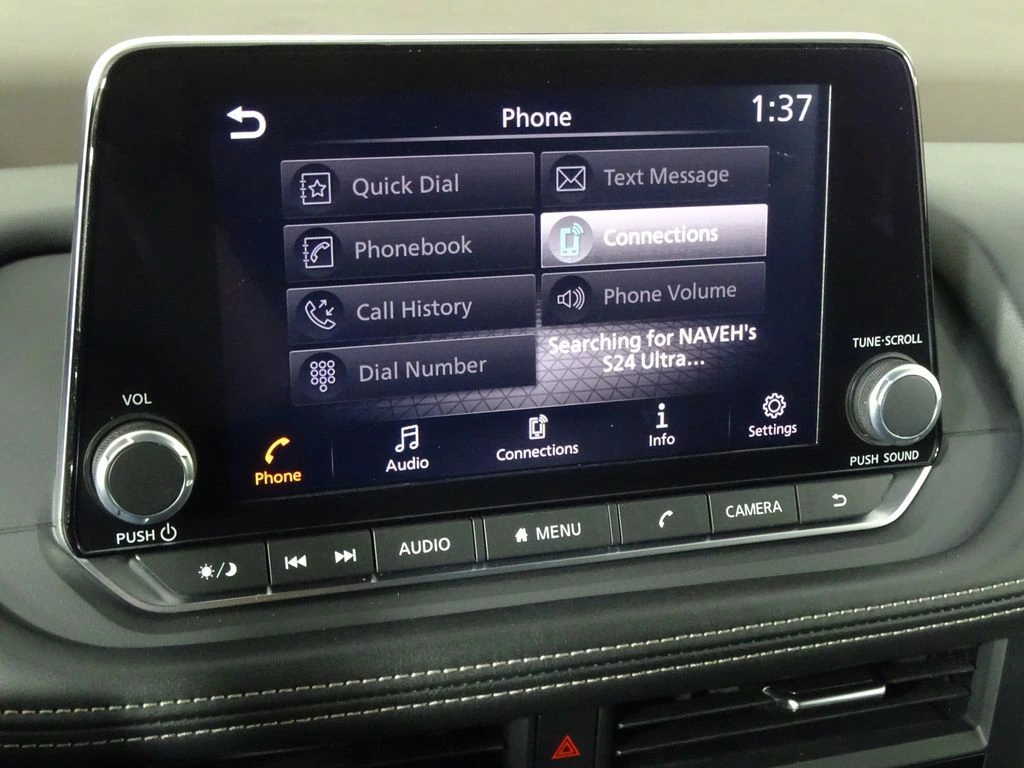 Phone
1:37
Quick Dial
Text Message
Phonebook
Connections
Call History
Phone Volume
Dial Number
Searching for NAVEH's
S24 Ultra...
Phone
Audio
Connections
Info
Settings
VOL
PUSH
TUNE·SCROLL
PUSH SOUND
AUDIO
MENU
CAMERA